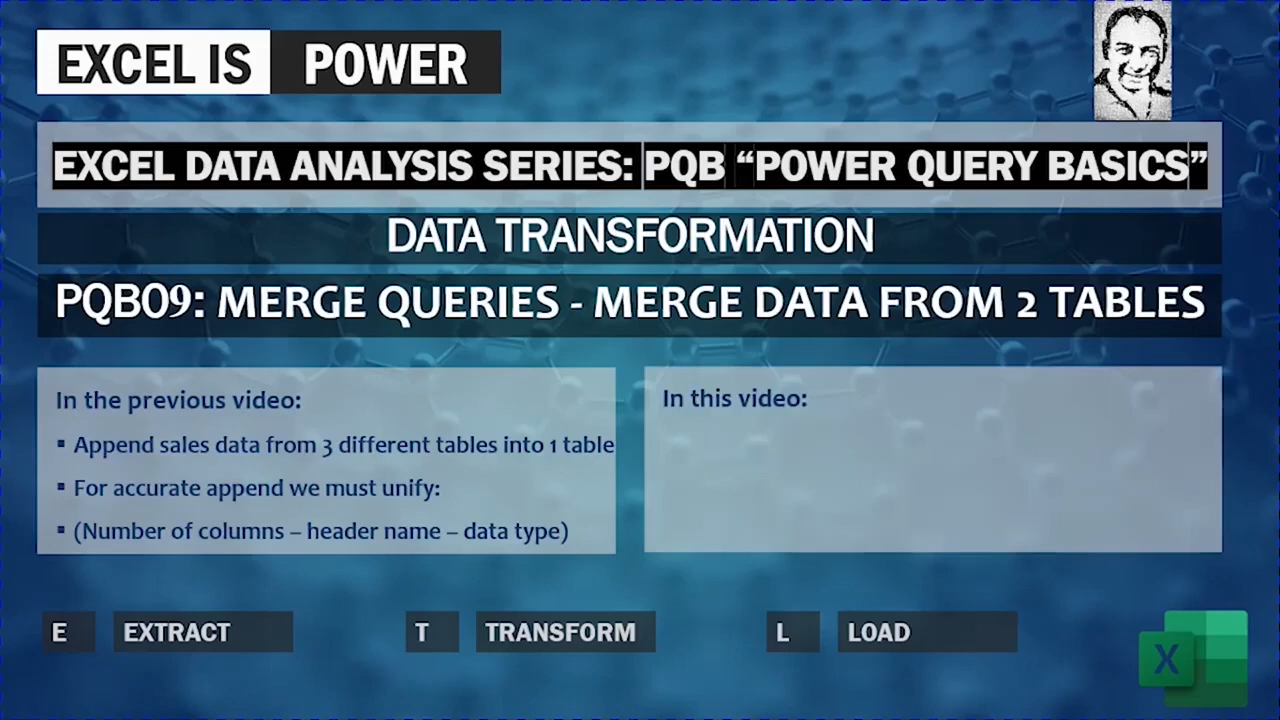 EXCEL IS POWER
EXCEL DATA ANALYSIS SERIES: PQB “POWER QUERY BASICS”
DATA TRANSFORMATION
PQB09: MERGE QUERIES - MERGE DATA FROM 2 TABLES
In the previous video:
▪ Append sales data from 3 different tables into 1 table
▪ For accurate append we must unify:
▪ (Number of columns – header name – data type)
In this video:
E EXTRACT
T TRANSFORM
L LOAD
X